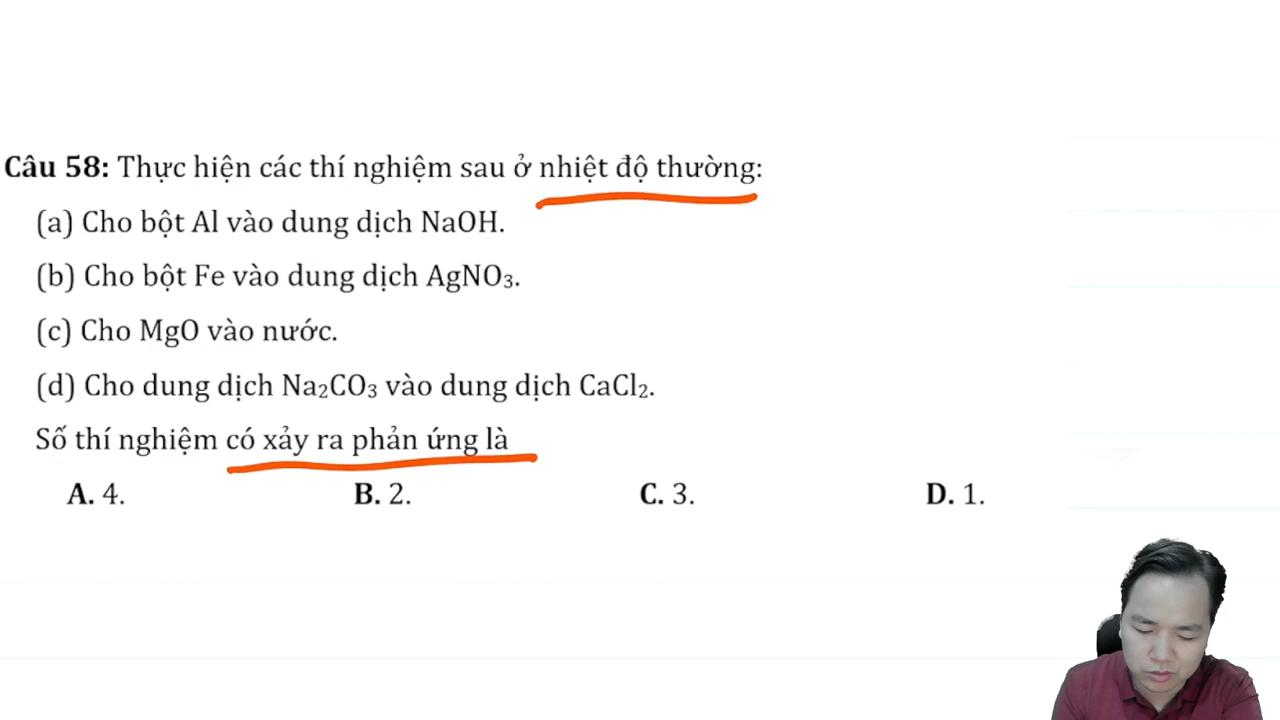 Câu 58: Thực hiện các thí nghiệm sau ở nhiệt độ thường:
(a) Cho bột Al vào dung dịch NaOH.
(b) Cho bột Fe vào dung dịch AgNO₃.
(c) Cho MgO vào nước.
(d) Cho dung dịch Na₂CO₃ vào dung dịch CaCl₂.
Số thí nghiệm có xảy ra phản ứng là
A. 4. B. 2. C. 3. D. 1.